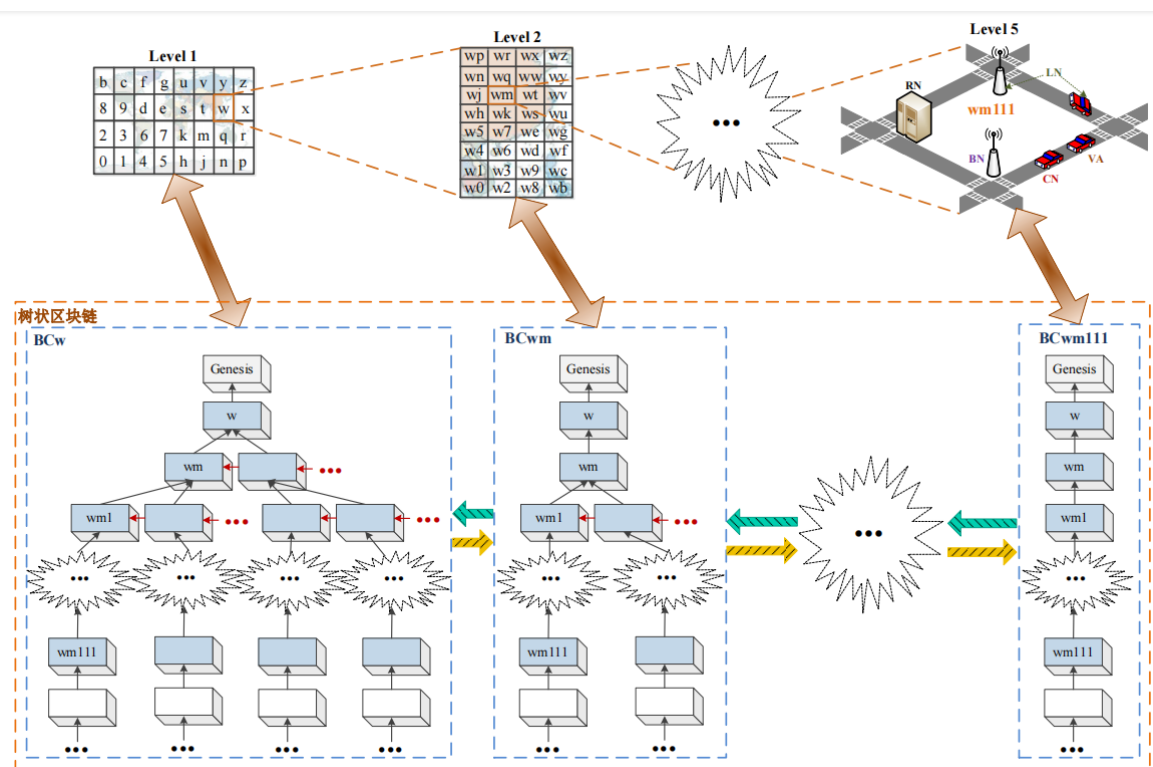 Level 1
b c f g u v y z
8 9 d e s t w x
2 3 6 7 k m q r
0 1 4 5 h j n p
Level 2
wp wr wx wz
wn wq ww wy
wj wm wt wv
wh wk ws wu
w5 w7 we wg
w4 w6 wd wf
w1 w3 w9 wc
w0 w2 w8 wb
•••
Level 5
RN
LN
wm111
BN
VA
CN
树状区块链
BCw
Genesis
w
wm
•••
wm1
•••
•••
•••
•••
•••
•••
wm111
•••
•••
•••
•••
BCwm
Genesis
w
wm
wm1
•••
•••
•••
wm111
•••
•••
•••
BCwm111
Genesis
w
wm
wm1
•••
wm111
•••